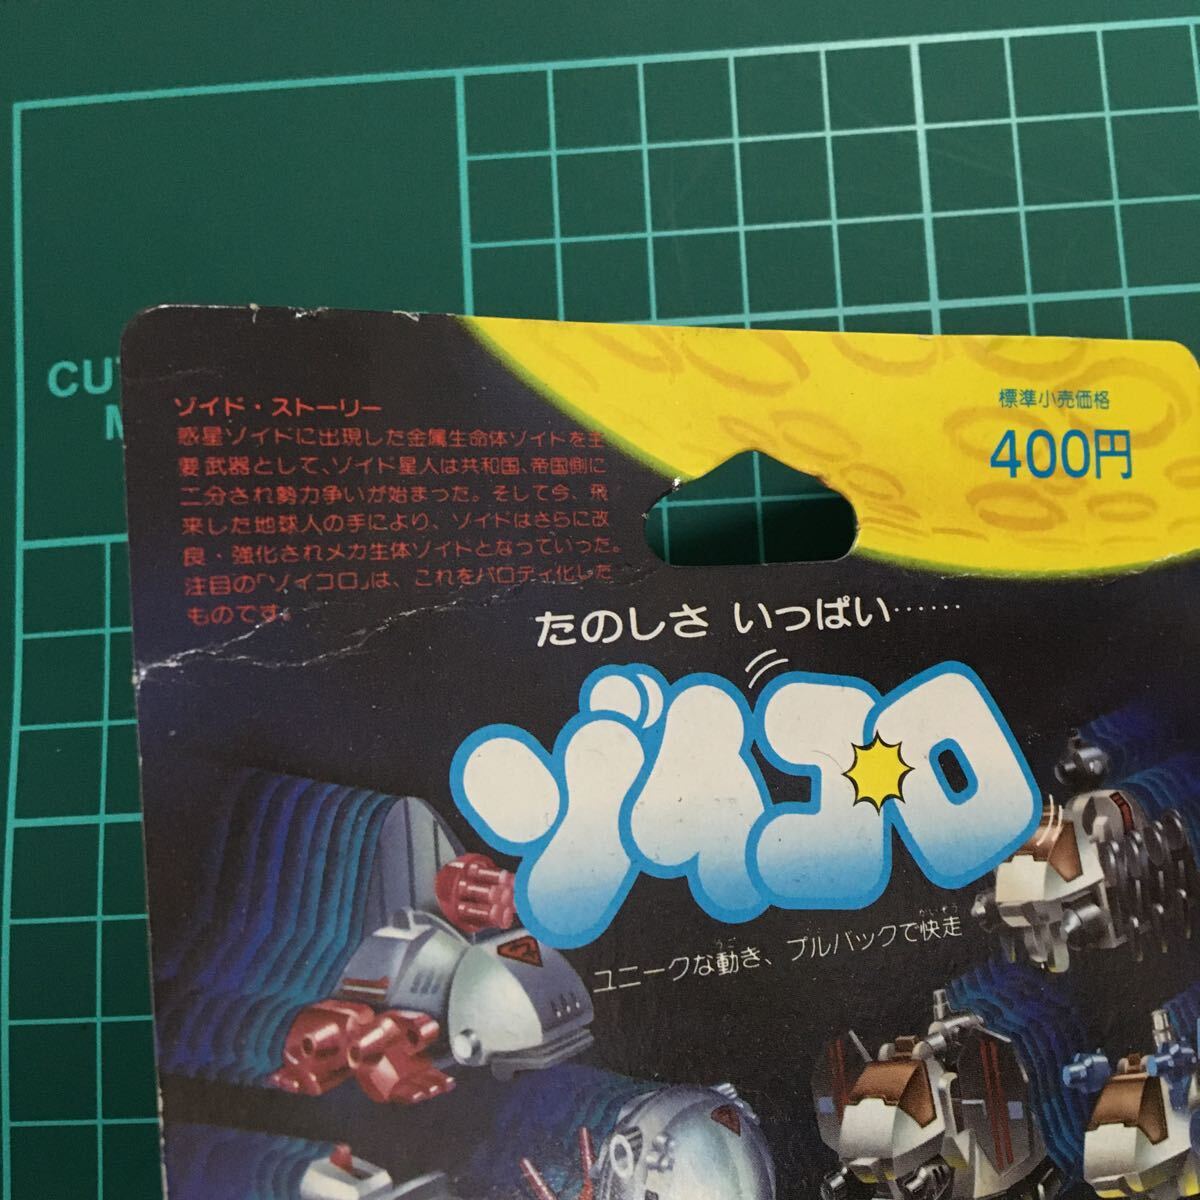 CUT
M
ゾイド・ストーリー
惑星ゾイドに出現した金属生命体ゾイドを主
要武器として、ゾイド星人は共和国、帝国側に
二分され勢力争いが始まった。そして今、飛
来した地球人の手により、ゾイドはさらに改
良・強化されメカ生体ゾイドとなっていった。
注目の「ゾイコロ」は、これをパロディ化した
ものです。
標準小売価格
400円
たのしさ いっぱい……
ゾイコロ
ユニークな動き、プルバックで快走
うご
かいそう